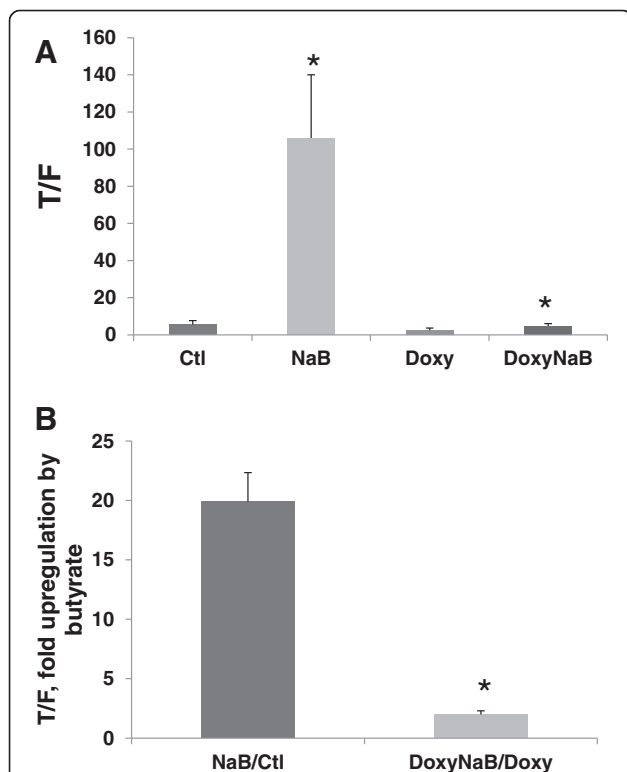 A
160
140
120
100
80
60
40
20
0
T/F
*
*
Ctl NaB Doxy DoxyNaB
B
25
20
15
10
5
0
T/F, fold upregulation by
butyrate
*
NaB/Ctl DoxyNaB/Doxy